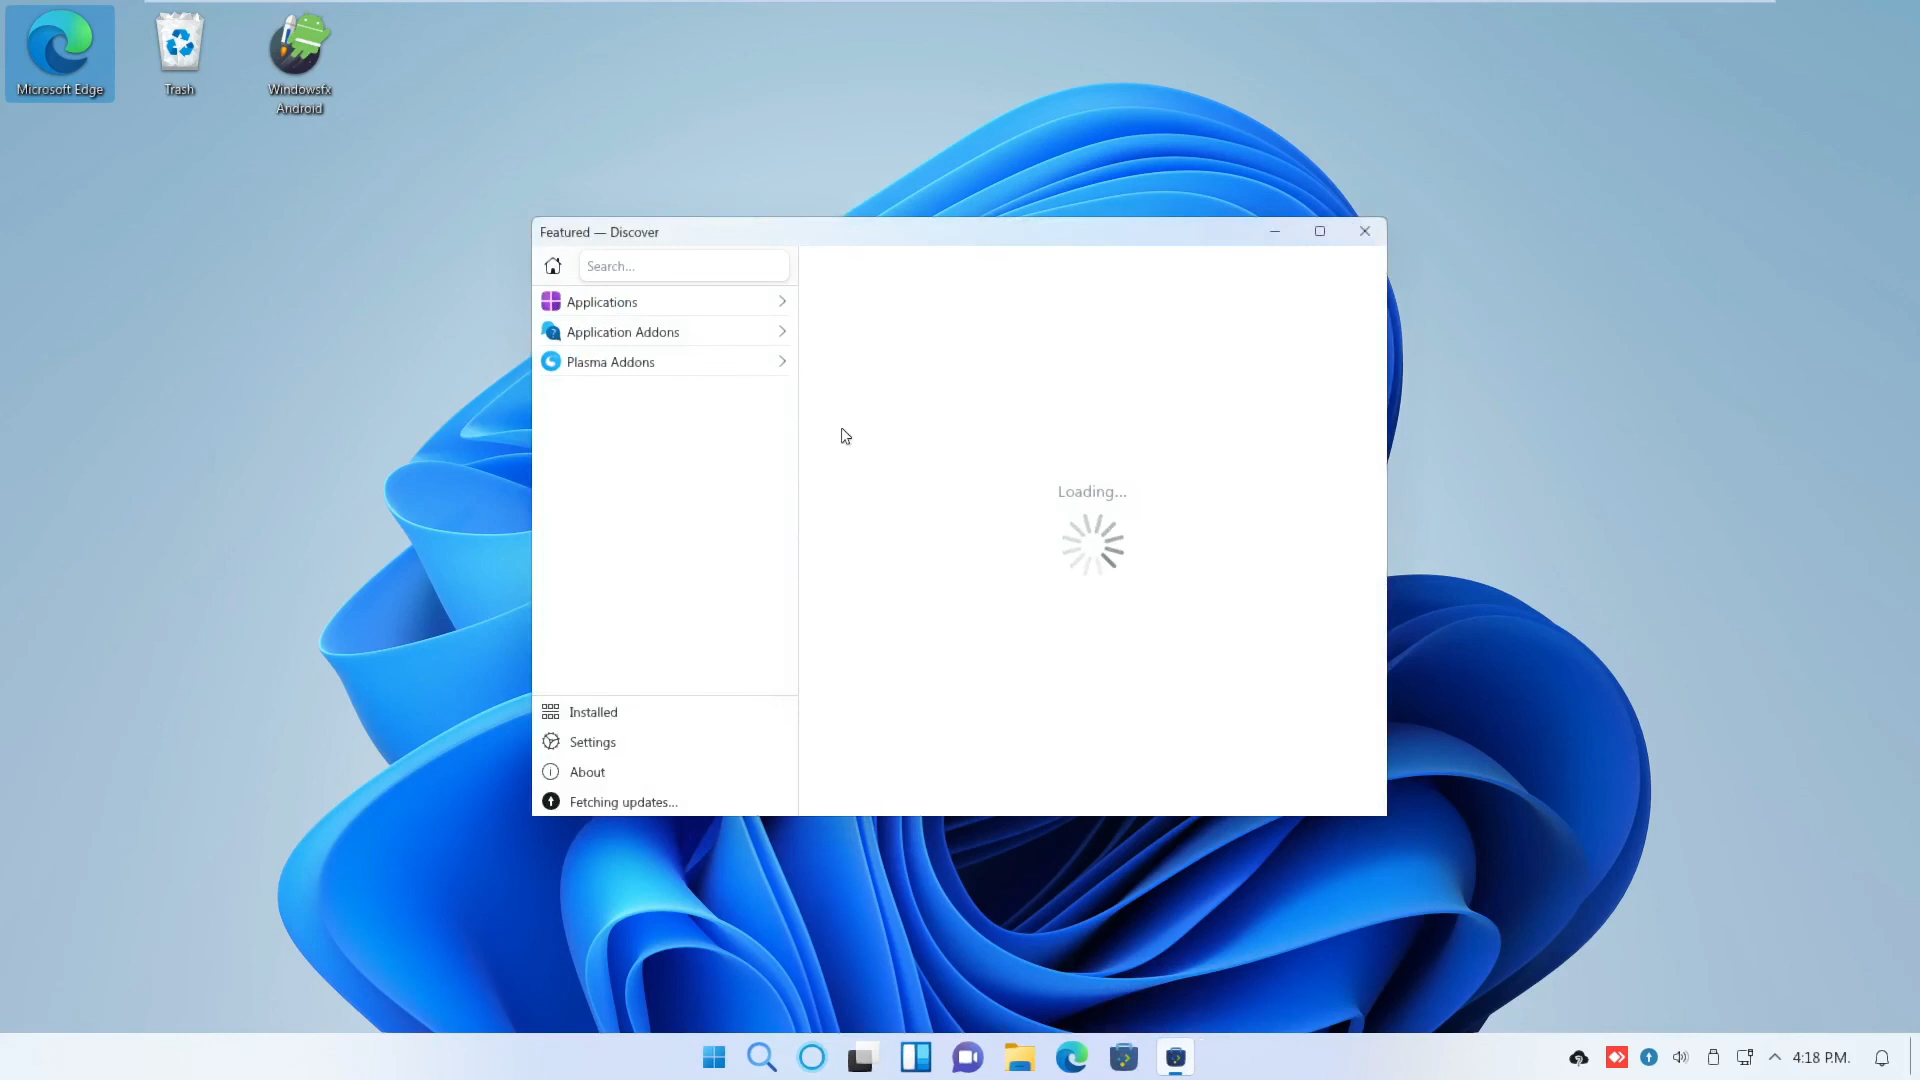 Microsoft Edge
Trash
Windowsfx
Android
Featured — Discover
Search...
Applications
Application Addons
Plasma Addons
Loading...
Installed
Settings
About
Fetching updates...
4:18 P.M.